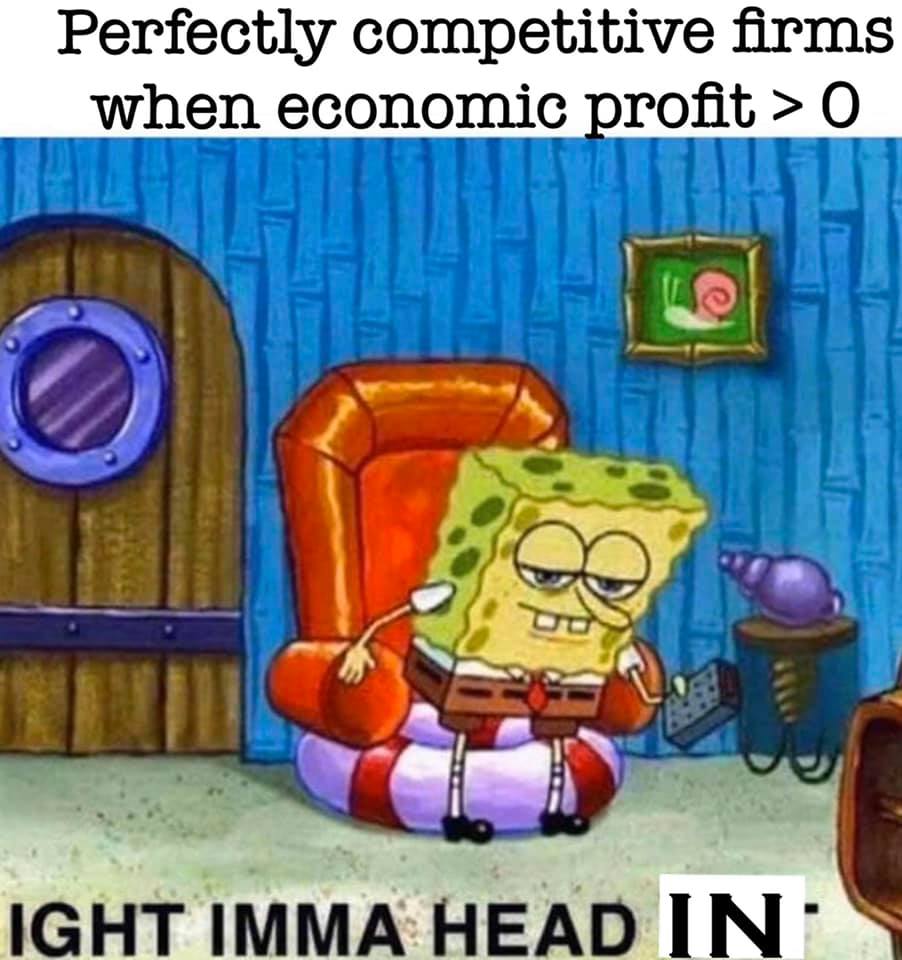 Perfectly competitive firms
when economic profit > 0
IGHT IMMA HEAD IN